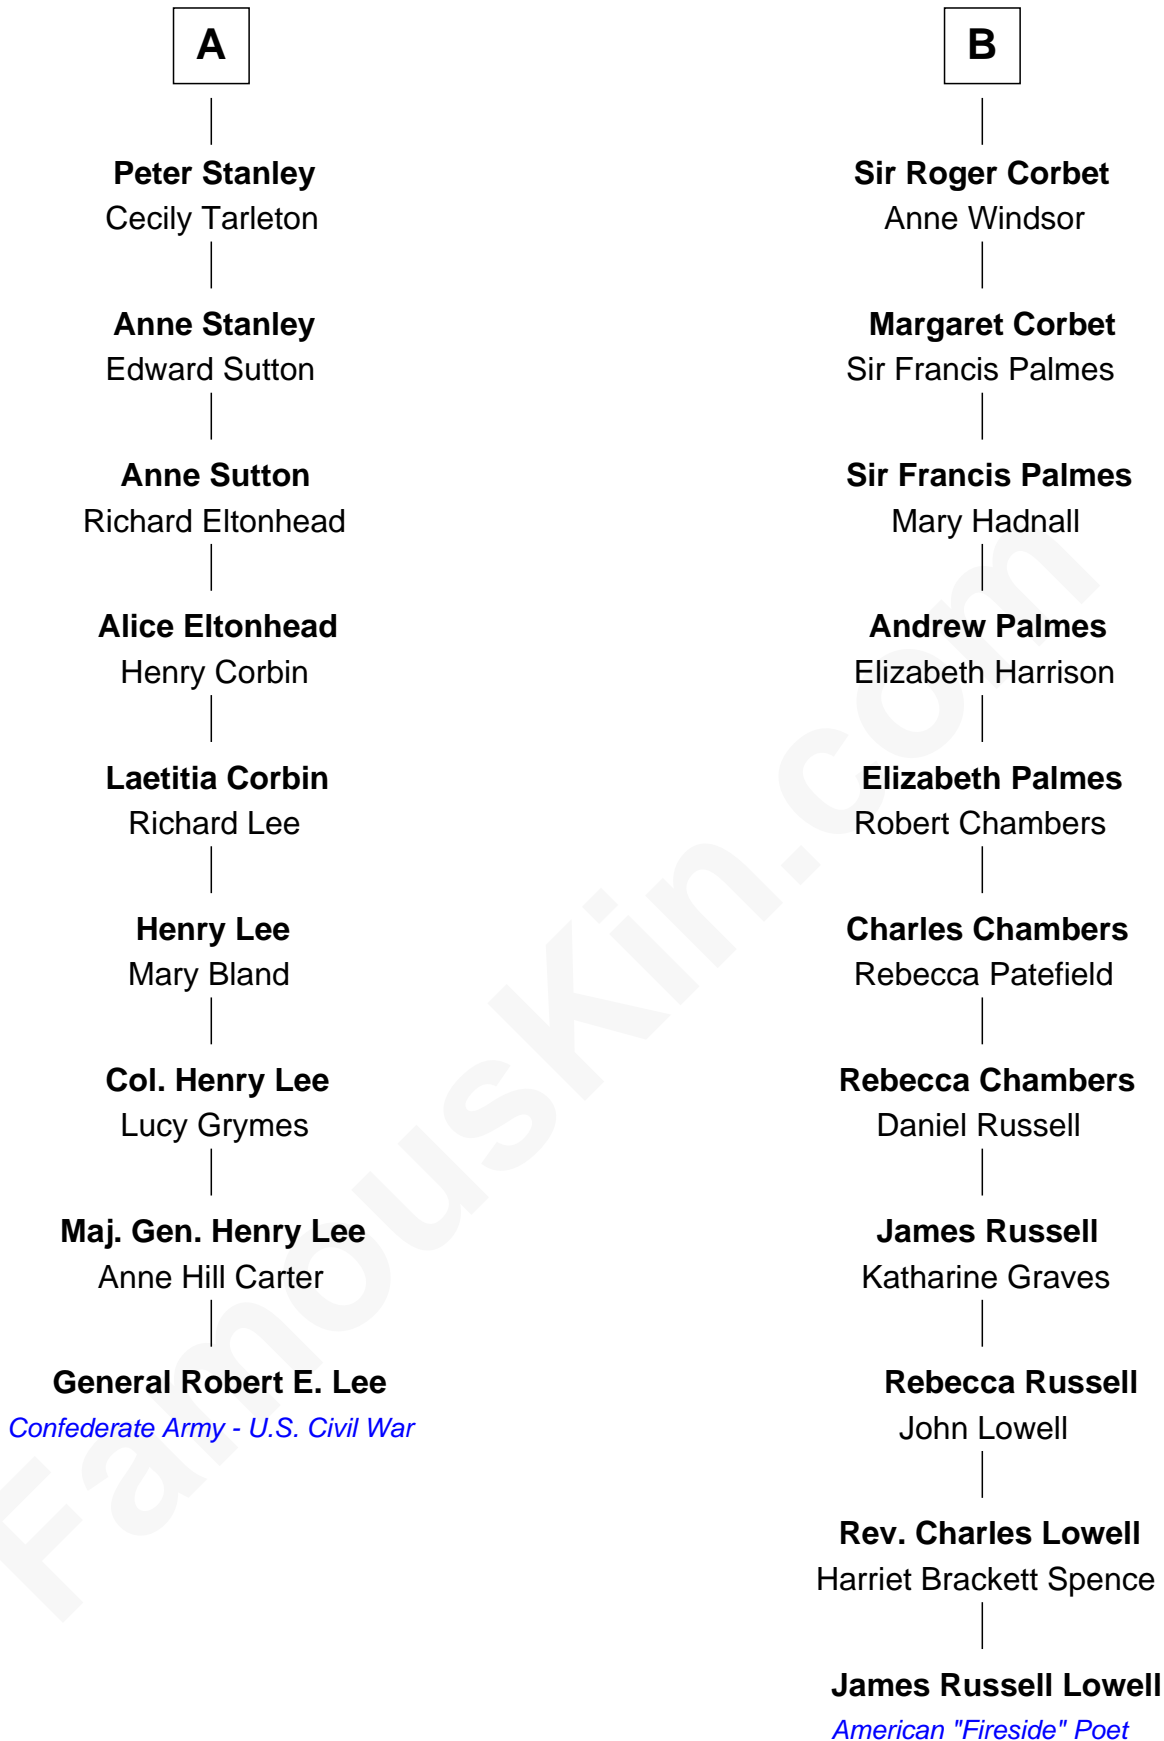 A
Peter Stanley
Cecily Tarleton
Anne Stanley
Edward Sutton
Anne Sutton
Richard Eltonhead
Alice Eltonhead
Henry Corbin
Laetitia Corbin
Richard Lee
Henry Lee
Mary Bland
Col. Henry Lee
Lucy Grymes
Maj. Gen. Henry Lee
Anne Hill Carter
General Robert E. Lee
Confederate Army - U.S. Civil War
B
Sir Roger Corbet
Anne Windsor
Margaret Corbet
Sir Francis Palmes
Sir Francis Palmes
Mary Hadnall
Andrew Palmes
Elizabeth Harrison
Elizabeth Palmes
Robert Chambers
Charles Chambers
Rebecca Patefield
Rebecca Chambers
Daniel Russell
James Russell
Katharine Graves
Rebecca Russell
John Lowell
Rev. Charles Lowell
Harriet Brackett Spence
James Russell Lowell
American "Fireside" Poet
FamousKin.com